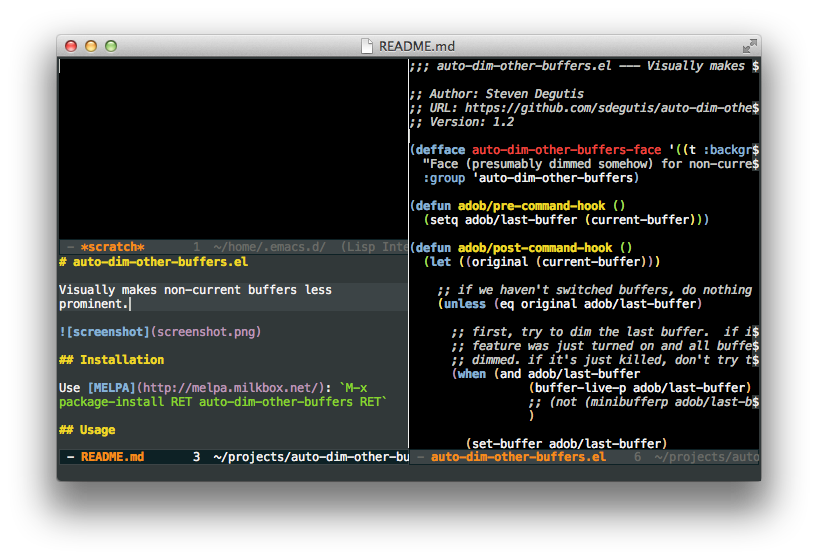 README.md
- *scratch* 1 ~/home/.emacs.d/ (Lisp Inte
# auto-dim-other-buffers.el
Visually makes non-current buffers less
prominent.
![screenshot](screenshot.png)
## Installation
Use [MELPA](http://melpa.milkbox.net/): `M-x
package-install RET auto-dim-other-buffers RET`
## Usage
- README.md 3 ~/projects/auto-dim-other-bu
;;; auto-dim-other-buffers.el --- Visually makes $
;; Author: Steven Degutis
;; URL: https://github.com/sdegutis/auto-dim-othe$
;; Version: 1.2
(defface auto-dim-other-buffers-face '((t :backgr$
"Face (presumably dimmed somehow) for non-curre$
:group 'auto-dim-other-buffers)
(defun adob/pre-command-hook ()
(setq adob/last-buffer (current-buffer)))
(defun adob/post-command-hook ()
(let ((original (current-buffer)))
;; if we haven't switched buffers, do nothing
(unless (eq original adob/last-buffer)
;; first, try to dim the last buffer.  if i$
;; feature was just turned on and all buffe$
;; dimmed. if it's just killed, don't try t$
(when (and adob/last-buffer
(buffer-live-p adob/last-buffer)
;; (not (minibufferp adob/last-b$
)
(set-buffer adob/last-buffer)
- auto-dim-other-buffers.el 6 ~/projects/auto